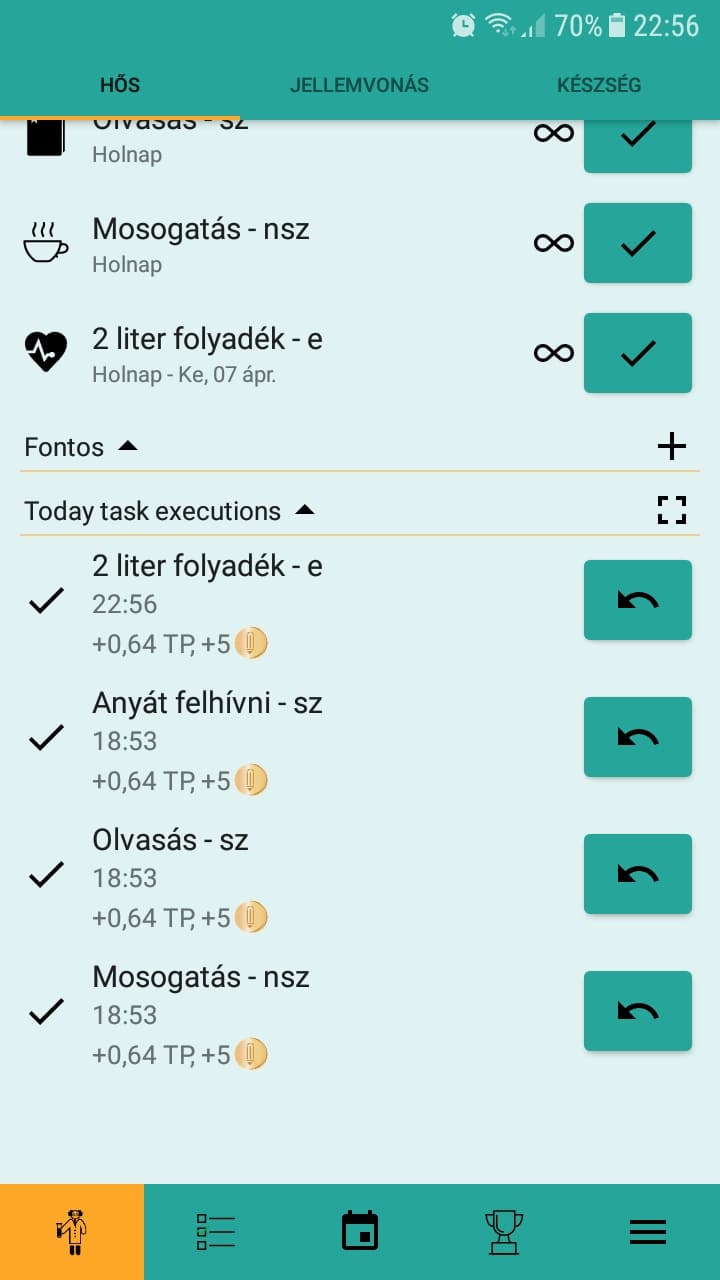 70% 22:56
HŐS JELLEMVONÁS KÉSZSÉG
Olvasás - sz
Holnap
Mosogatás - nsz
Holnap
2 liter folyadék - e
Holnap - Ke, 07 ápr.
Fontos
Today task executions
2 liter folyadék - e
22:56
+0,64 TP, +5
Anyát felhívni - sz
18:53
+0,64 TP, +5
Olvasás - sz
18:53
+0,64 TP, +5
Mosogatás - nsz
18:53
+0,64 TP, +5